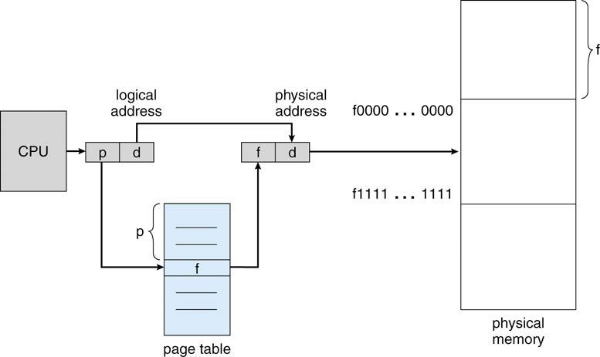 CPU
logical
address
p
d
physical
address
f
d
f0000 ... 0000
f1111 ... 1111
f
physical
memory
p
f
page table